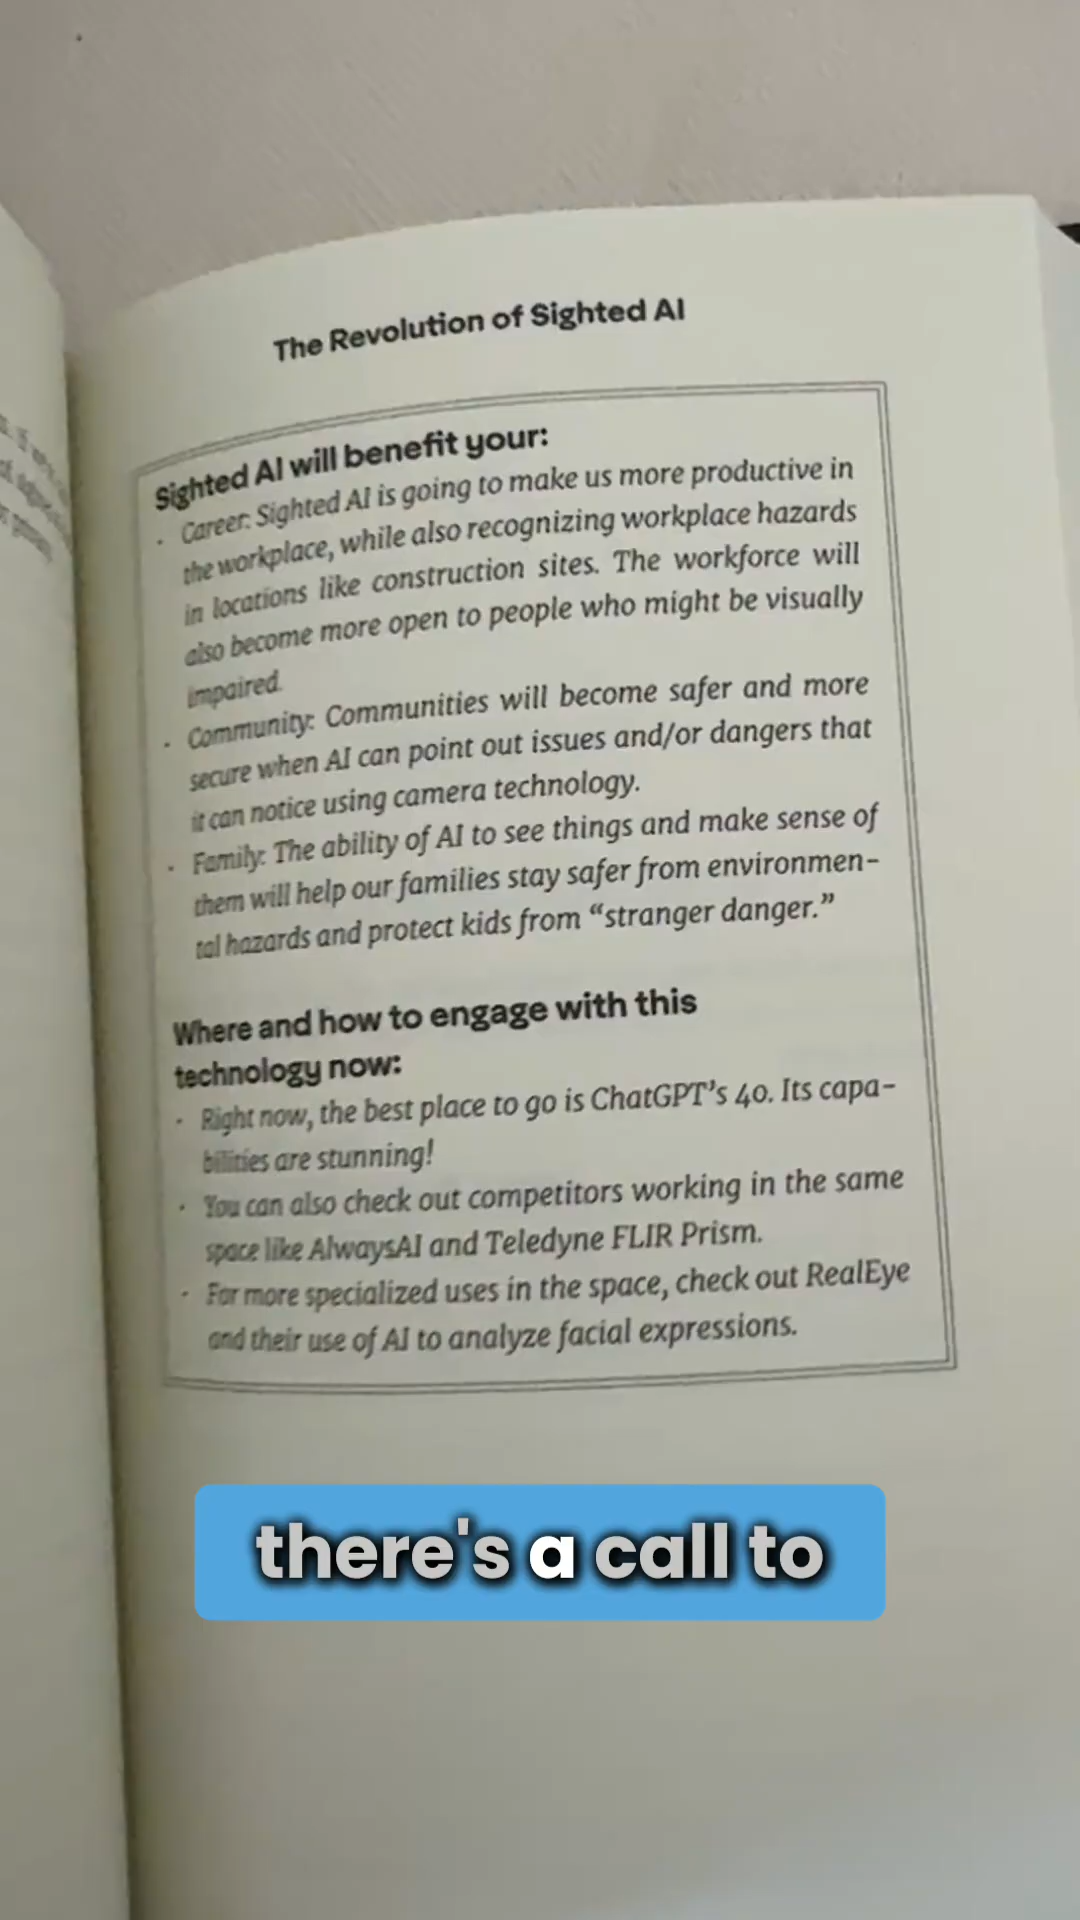 The Revolution of Sighted AI
Sighted AI will benefit your:
· Career: Sighted AI is going to make us more productive in
the workplace, while also recognizing workplace hazards
in locations like construction sites. The workforce will
also become more open to people who might be visually
impaired.
· Community: Communities will become safer and more
secure when AI can point out issues and/or dangers that
it can notice using camera technology.
· Family: The ability of AI to see things and make sense of
them will help our families stay safer from environmen-
tal hazards and protect kids from “stranger danger.”
Where and how to engage with this
technology now:
· Right now, the best place to go is ChatGPT’s 4o. Its capa-
bilities are stunning!
· You can also check out competitors working in the same
space like AlwaysAI and Teledyne FLIR Prism.
· For more specialized uses in the space, check out RealEye
and their use of AI to analyze facial expressions.
there's a call to